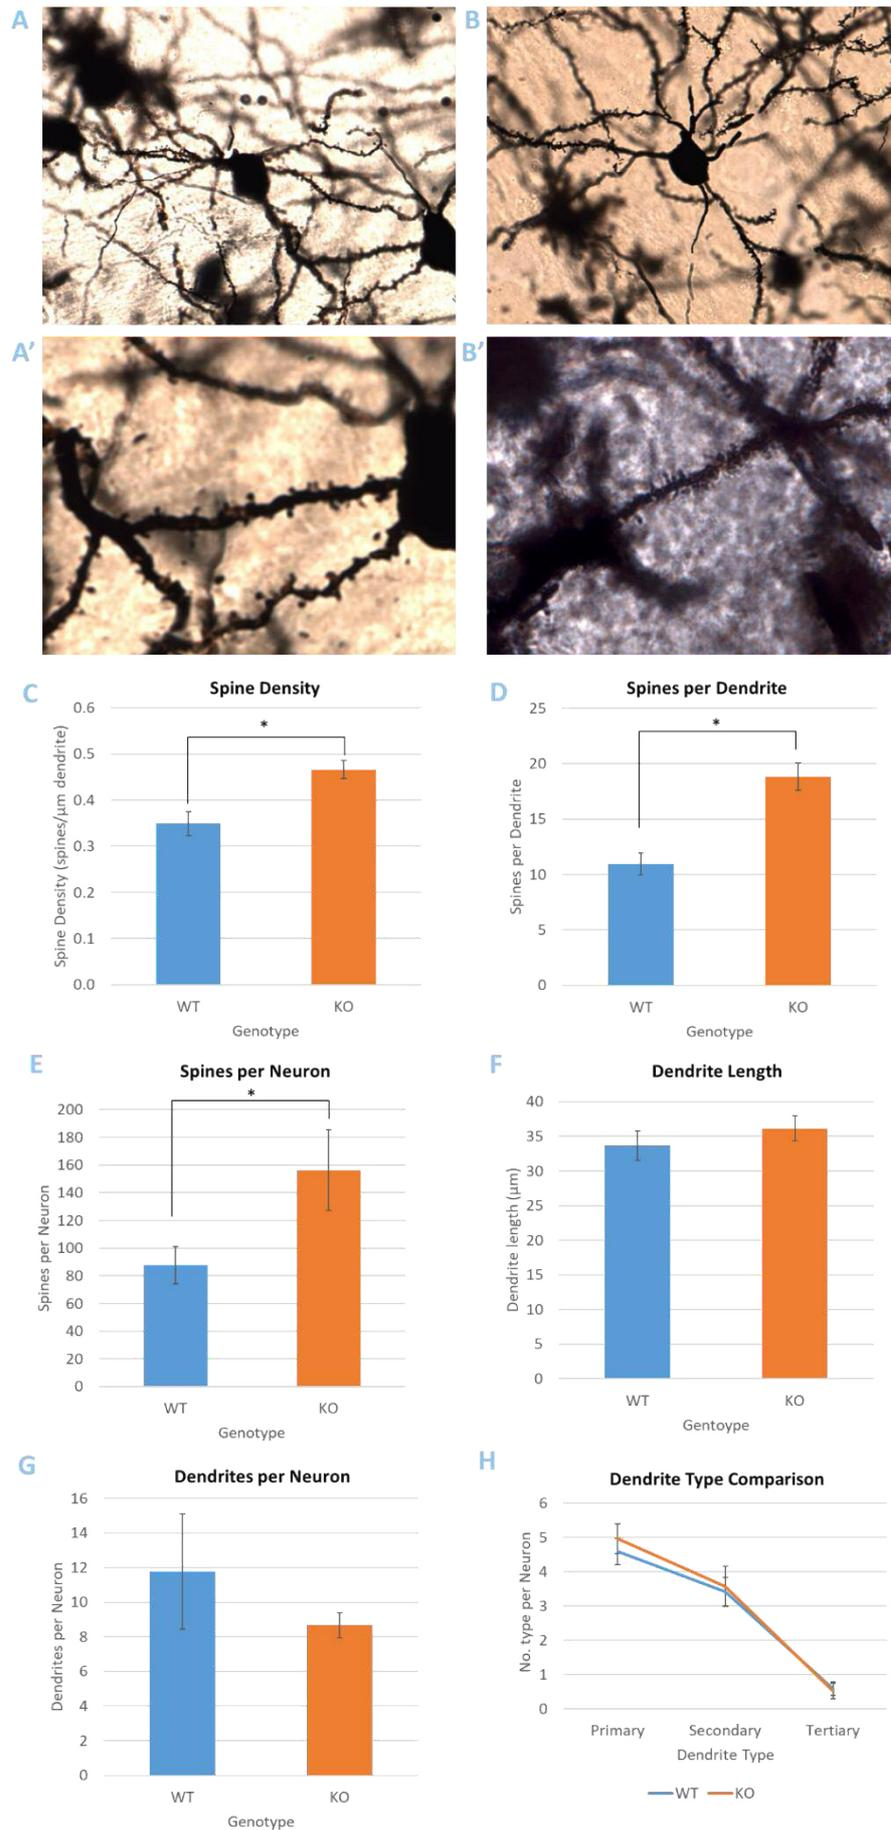 A
B
A’
B’
C
Spine Density
Spine Density (spines/µm dendrite)
0.6
0.5
0.4
0.3
0.2
0.1
0.0
*
WT
KO
Genotype
D
Spines per Dendrite
Spines per Dendrite
25
20
15
10
5
0
*
WT
KO
Genotype
E
Spines per Neuron
Spines per Neuron
200
180
160
140
120
100
80
60
40
20
0
*
WT
KO
Genotype
F
Dendrite Length
Dendrite length (µm)
40
35
30
25
20
15
10
5
0
WT
KO
Gentoype
G
Dendrites per Neuron
Dendrites per Neuron
16
14
12
10
8
6
4
2
0
WT
KO
Genotype
H
Dendrite Type Comparison
No. type per Neuron
6
5
4
3
2
1
0
Primary
Secondary
Tertiary
Dendrite Type
WT
KO